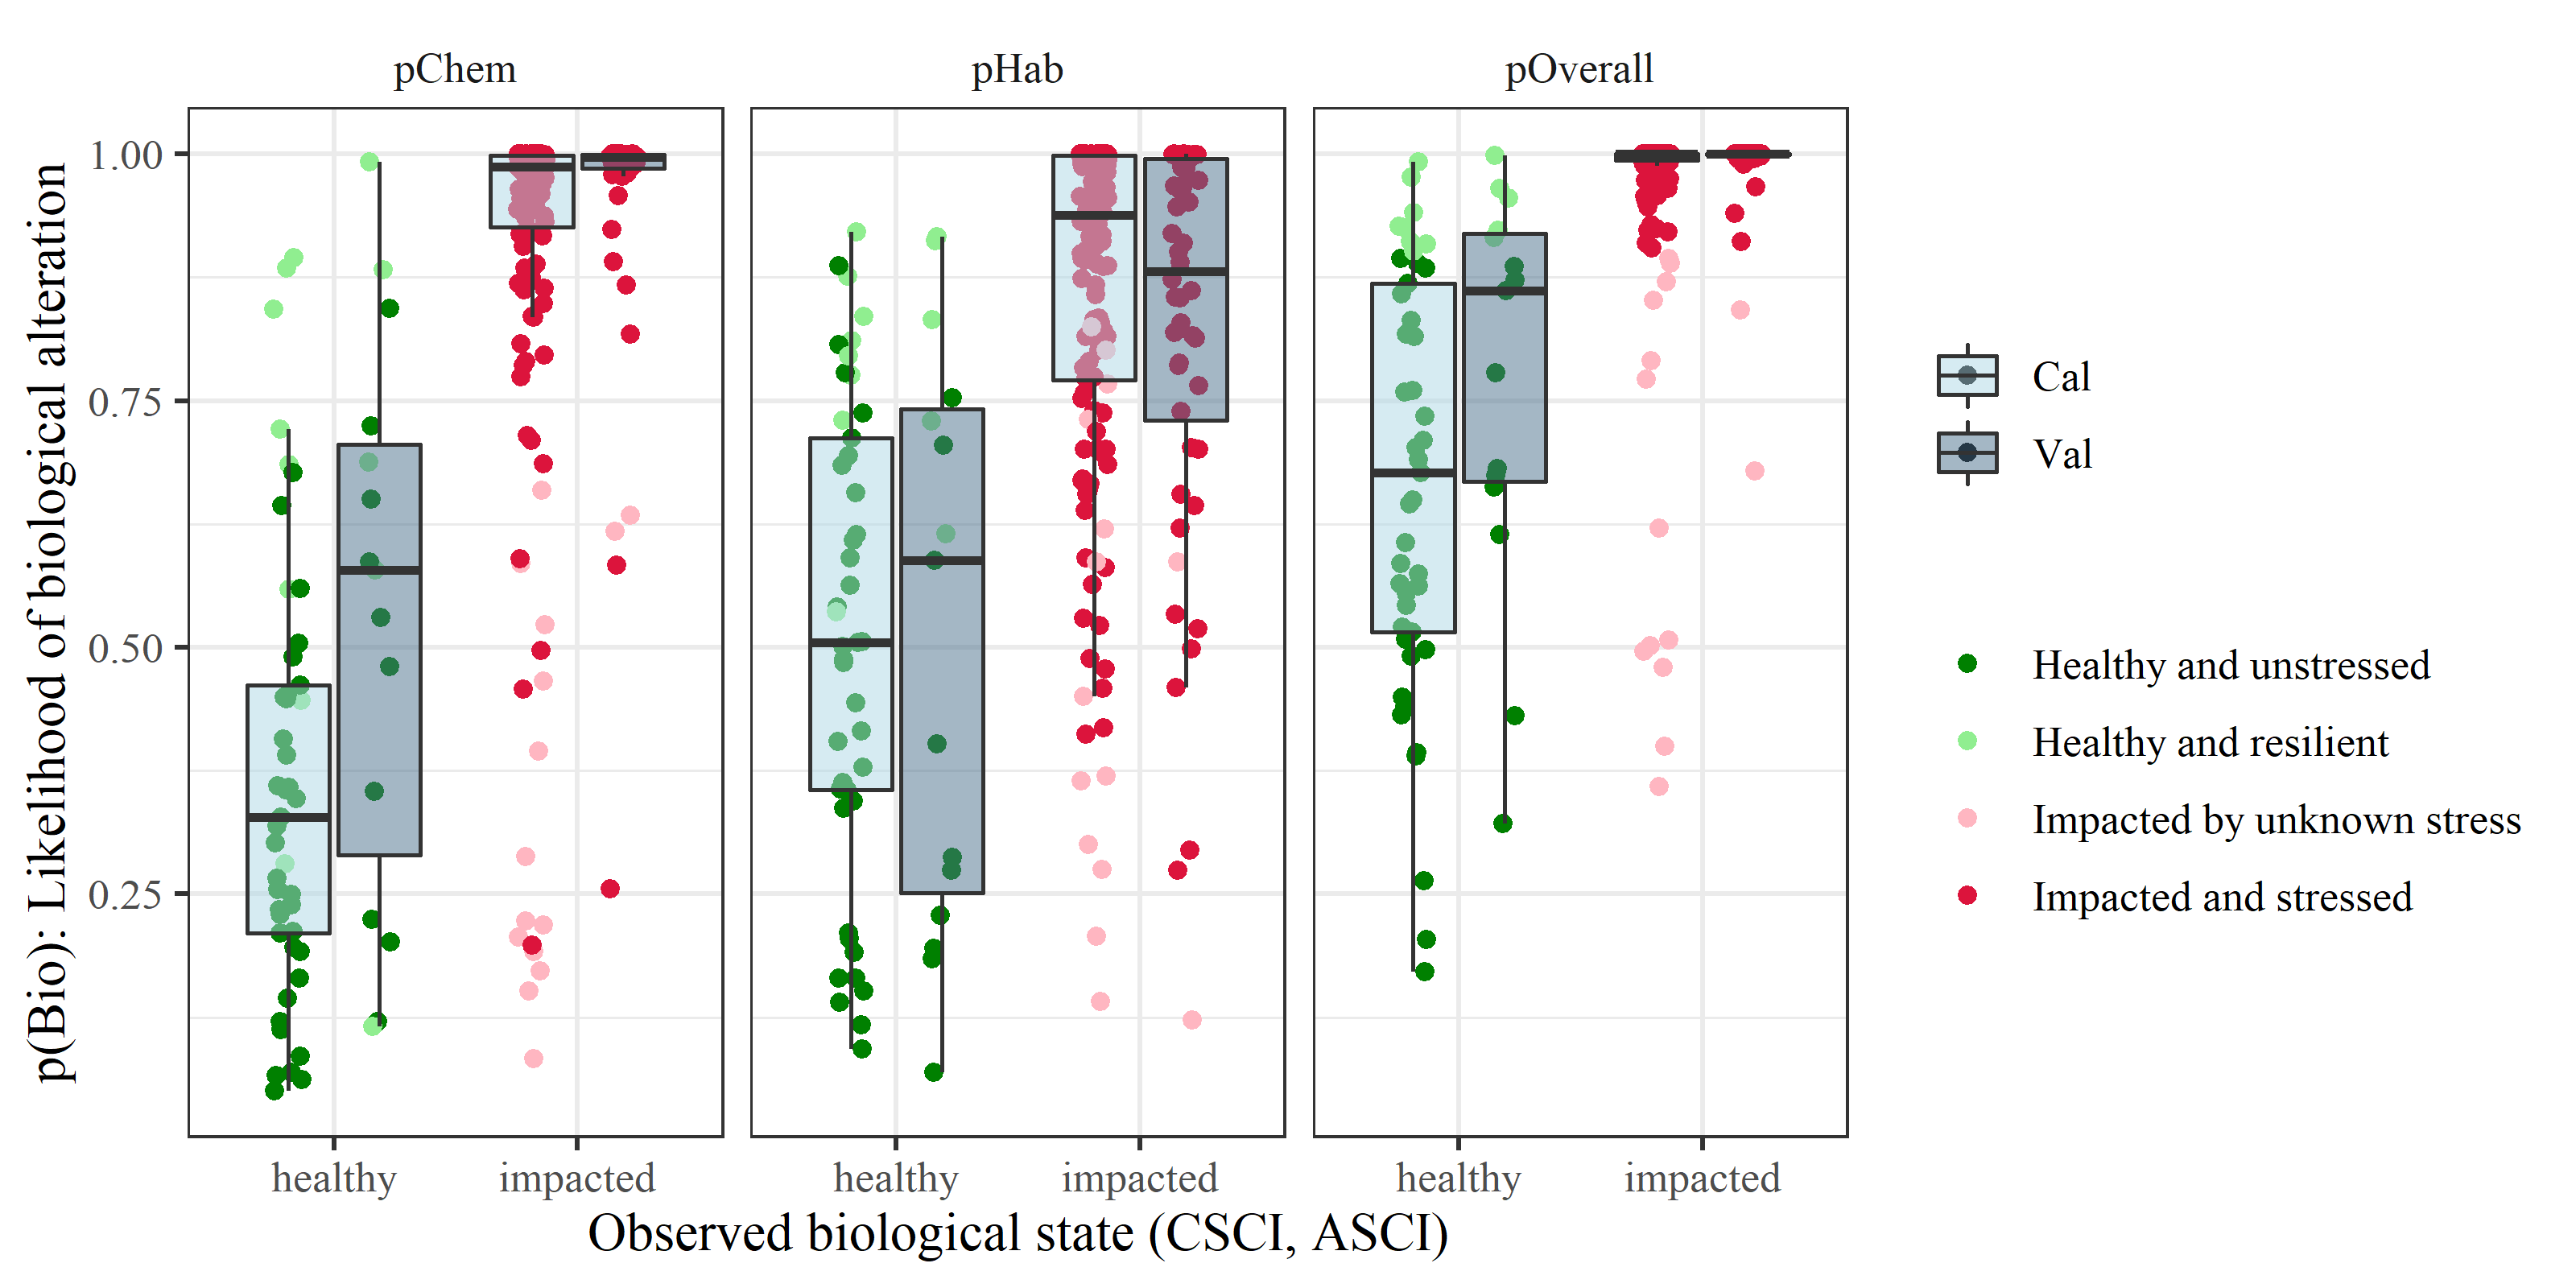 pChem
pHab
pOverall
p(Bio): Likelihood of biological alteration
1.00
0.75
0.50
0.25
healthy
impacted
healthy
impacted
healthy
impacted
Observed biological state (CSCI, ASCI)
Cal
Val
Healthy and unstressed
Healthy and resilient
Impacted by unknown stress
Impacted and stressed